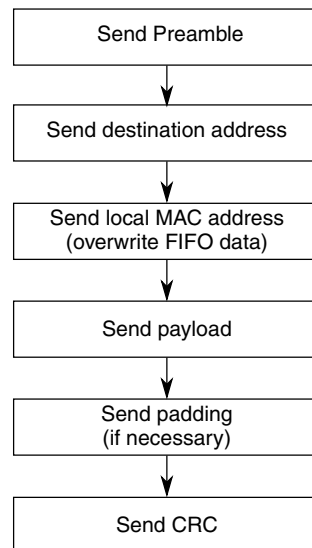 Send Preamble
Send destination address
Send local MAC address
(overwrite FIFO data)
Send payload
Send padding
(if necessary)
Send CRC